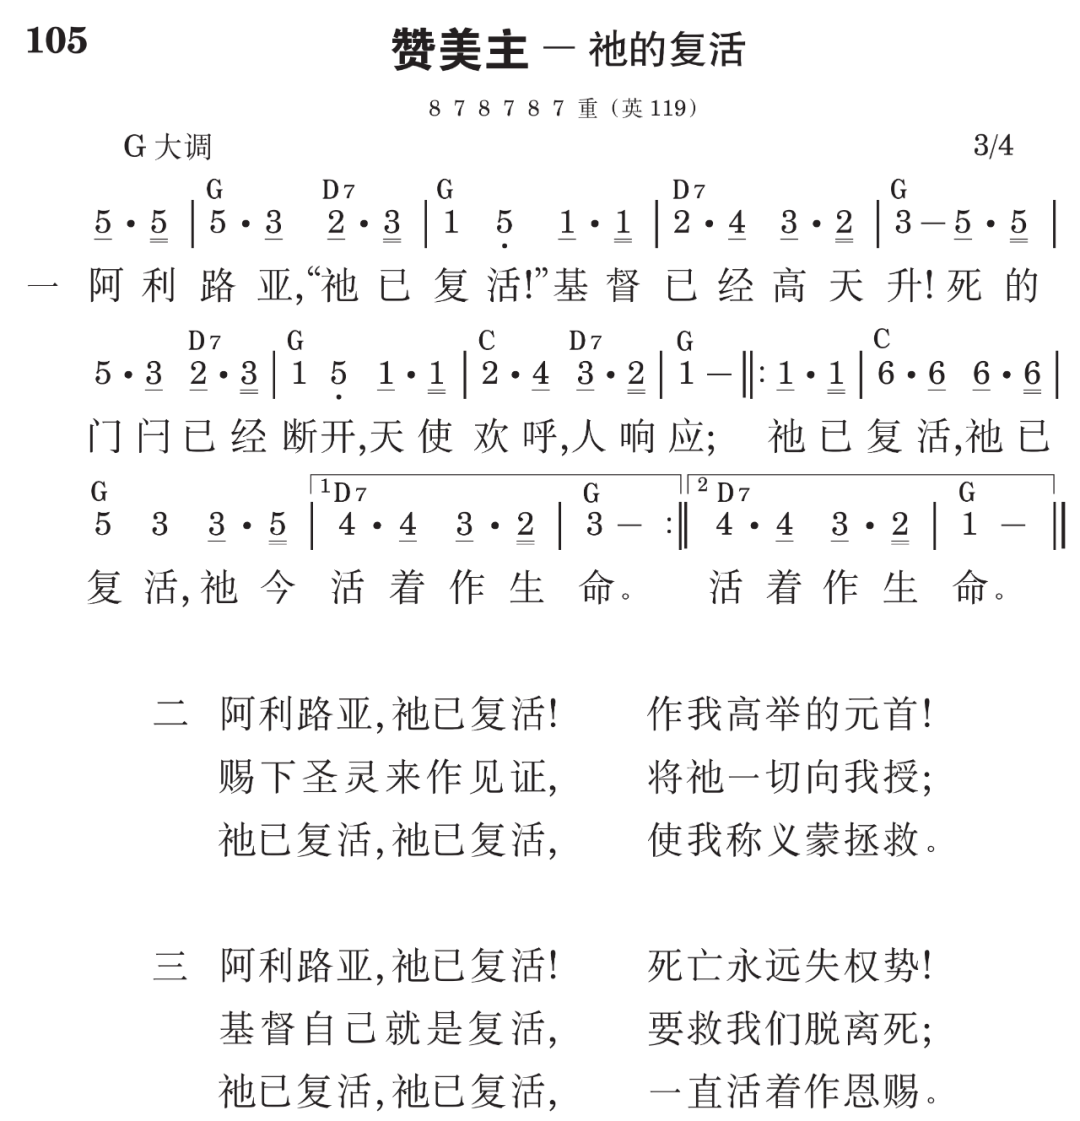 105
赞美主 — 祂的复活
8 7 8 7 8 7 重（英 119）
G 大调 3/4
G D7 G D7 G
5 · 5 | 5 · 3 2 · 3 | 1 5 1 · 1 | 2 · 4 3 · 2 | 3 — 5 · 5 |
一 阿利路亚,“祂已复活!”基督已经高天升!死的
D7 G C D7 G C
5 · 3 2 · 3 | 1 5 1 · 1 | 2 · 4 3 · 2 | 1 — ‖: 1 · 1 | 6 · 6 6 · 6 |
门闩已经断开,天使欢呼,人响应; 祂已复活,祂已
G 1 D7 G 2 D7 G
5 3 3 · 5 | 4 · 4 3 · 2 | 3 — :‖ 4 · 4 3 · 2 | 1 — ‖
复活,祂今活着作生命。 活着作生命。
二 阿利路亚,祂已复活! 作我高举的元首!
赐下圣灵来作见证, 将祂一切向我授;
祂已复活,祂已复活, 使我称义蒙拯救。
三 阿利路亚,祂已复活! 死亡永远失权势!
基督自己就是复活, 要救我们脱离死;
祂已复活,祂已复活, 一直活着作恩赐。